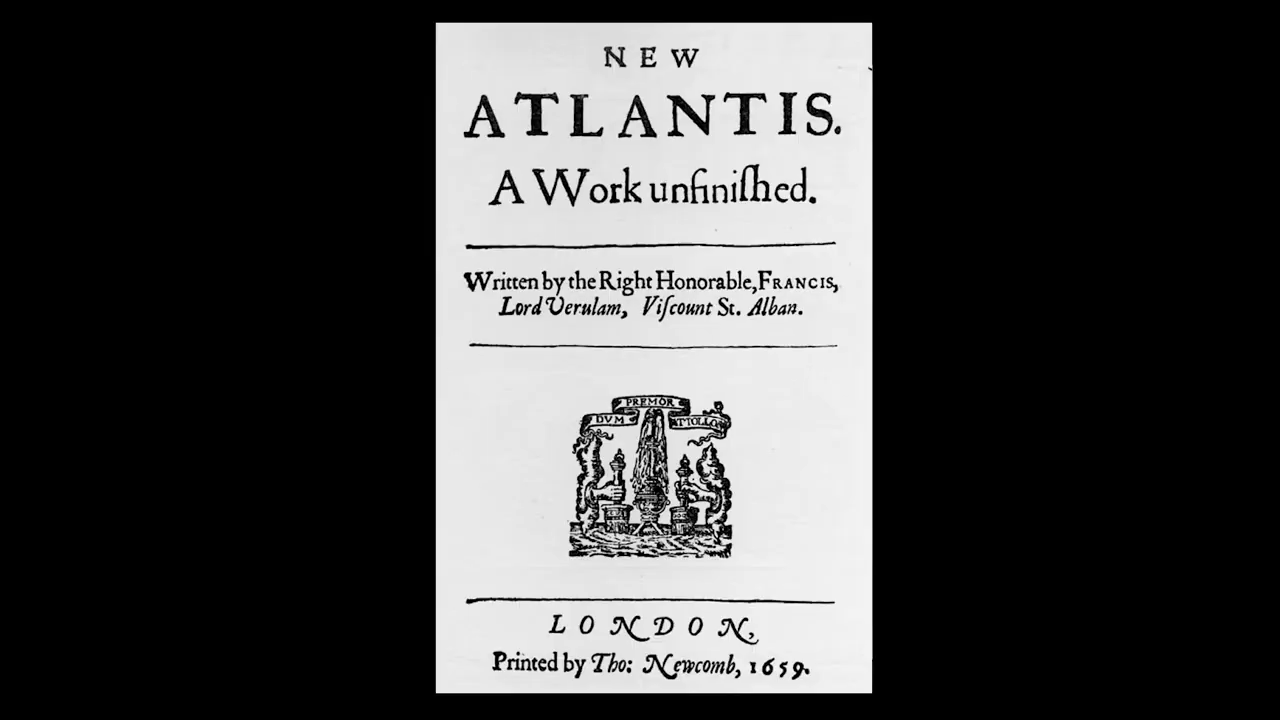 NEW
ATLANTIS.
A Work unfiniſhed.
Written by the Right Honorable, FRANCIS,
Lord Verulam, Viſcount St. Alban.
PREMOR
DVM ATTOLLOR
LONDON,
Printed by Tho: Newcomb, 1659.